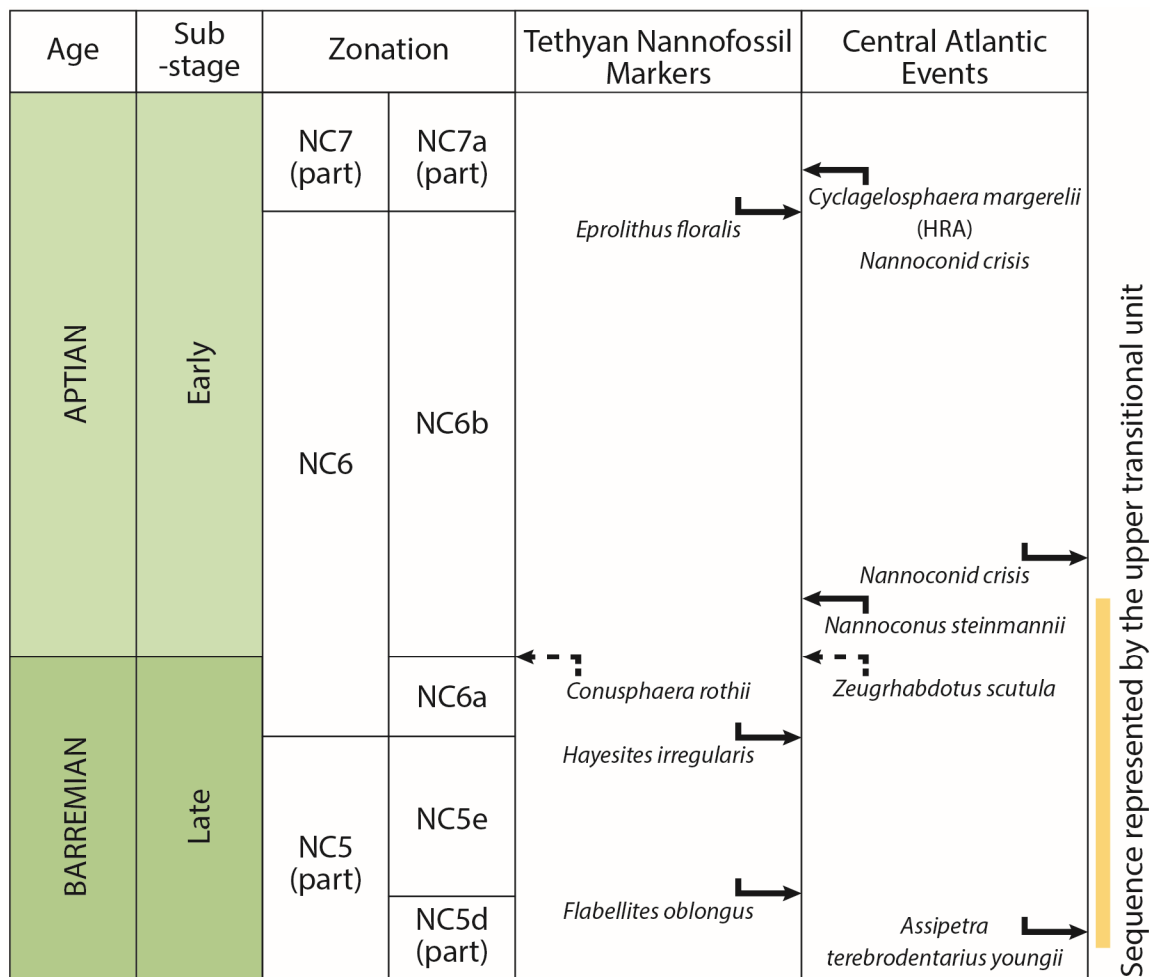 Age
Sub
-stage
Zonation
Tethyan Nannofossil
Markers
Central Atlantic
Events
APTIAN
Early
NC7
(part)
NC7a
(part)
Eprolithus floralis
Cyclagelosphaera margerelii
(HRA)
Nannoconid crisis
NC6
NC6b
Nannoconid crisis
Nannoconus steinmannii
BARREMIAN
Late
NC6a
Conusphaera rothii
Zeugrhabdotus scutula
Hayesites irregularis
NC5
(part)
NC5e
Flabellites oblongus
NC5d
(part)
Assipetra
terebrodentarius youngii
Sequence represented by the upper transitional unit